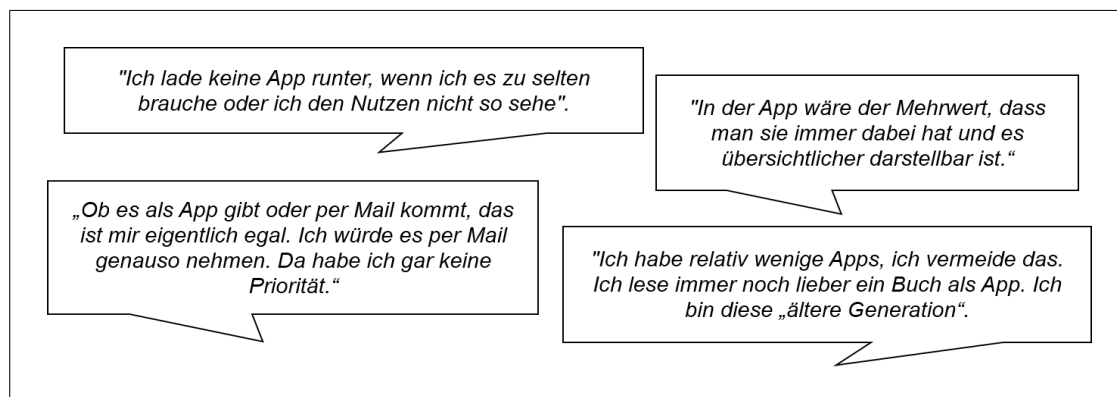 "Ich lade keine App runter, wenn ich es zu selten
brauche oder ich den Nutzen nicht so sehe".
"In der App wäre der Mehrwert, dass
man sie immer dabei hat und es
übersichtlicher darstellbar ist.“
„Ob es als App gibt oder per Mail kommt, das
ist mir eigentlich egal. Ich würde es per Mail
genauso nehmen. Da habe ich gar keine
Priorität.“
"Ich habe relativ wenige Apps, ich vermeide das.
Ich lese immer noch lieber ein Buch als App. Ich
bin diese „ältere Generation“.